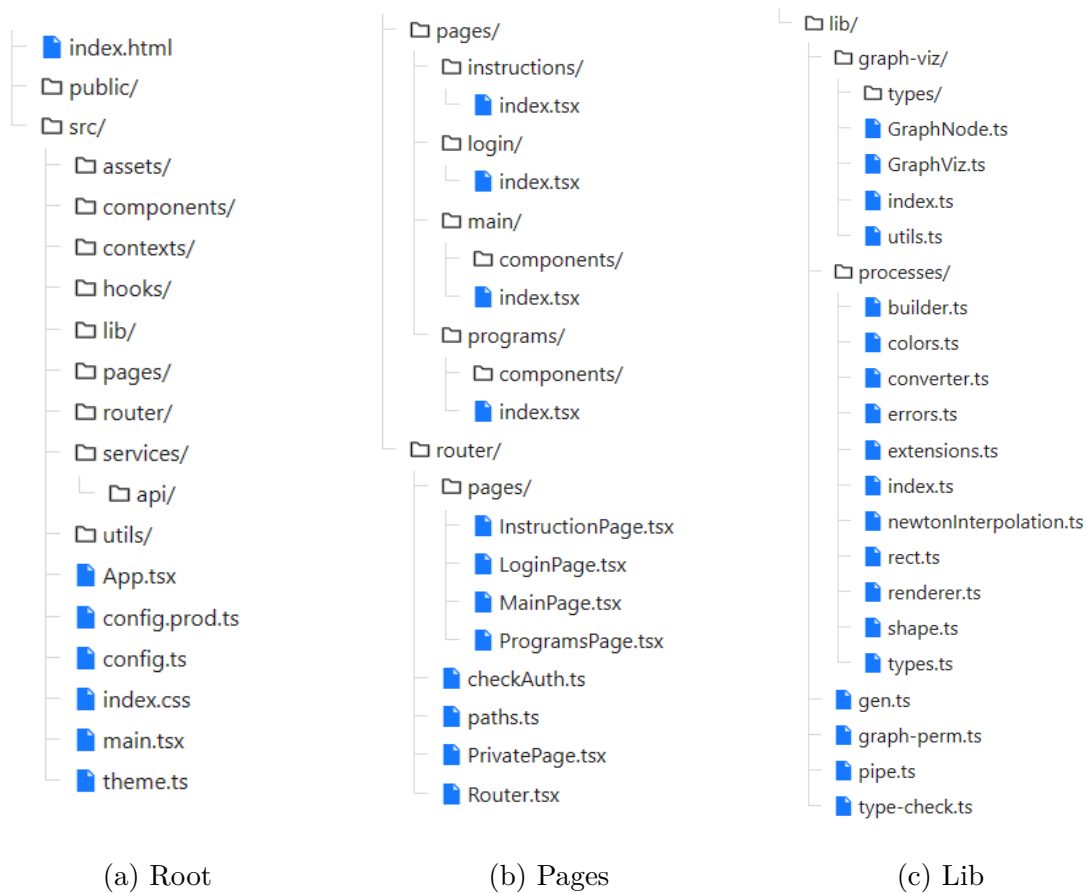 index.html
public/
src/
assets/
components/
contexts/
hooks/
lib/
pages/
router/
services/
api/
utils/
App.tsx
config.prod.ts
config.ts
index.css
main.tsx
theme.ts
(a) Root
pages/
instructions/
index.tsx
login/
index.tsx
main/
components/
index.tsx
programs/
components/
index.tsx
router/
pages/
InstructionPage.tsx
LoginPage.tsx
MainPage.tsx
ProgramsPage.tsx
checkAuth.ts
paths.ts
PrivatePage.tsx
Router.tsx
(b) Pages
lib/
graph-viz/
types/
GraphNode.ts
GraphViz.ts
index.ts
utils.ts
processes/
builder.ts
colors.ts
converter.ts
errors.ts
extensions.ts
index.ts
newtonInterpolation.ts
rect.ts
renderer.ts
shape.ts
types.ts
gen.ts
graph-perm.ts
pipe.ts
type-check.ts
(c) Lib